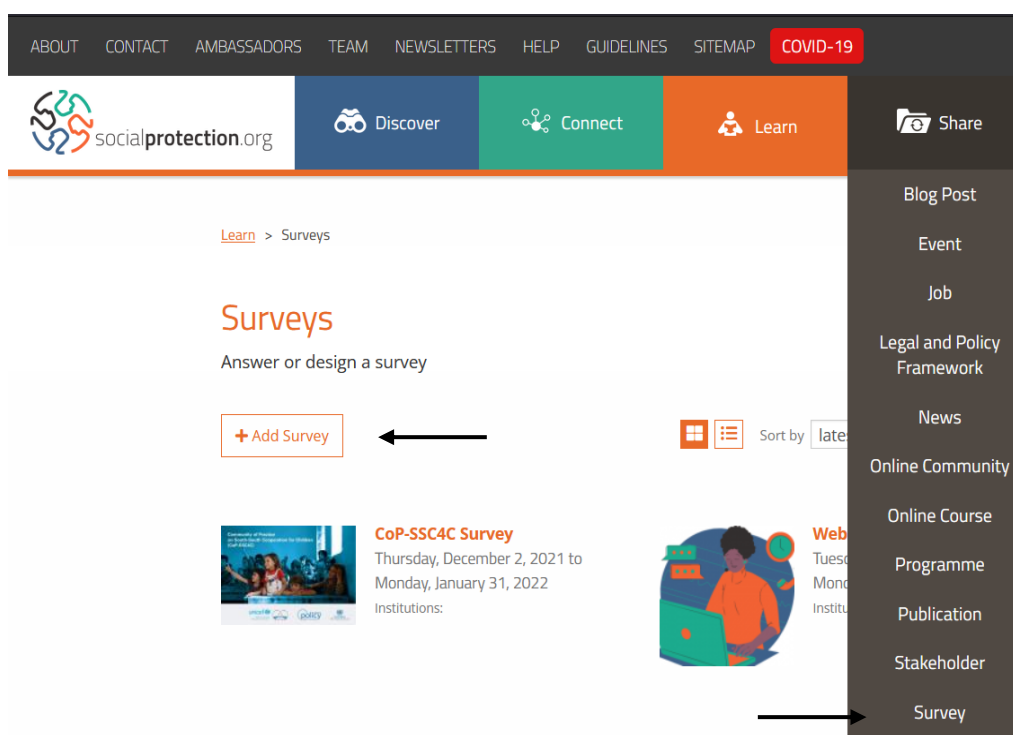 ABOUT CONTACT AMBASSADORS TEAM NEWSLETTERS HELP GUIDELINES SITEMAP COVID-19
socialprotection.org Discover Connect Learn Share
Blog Post
Event
Job
Legal and Policy
Framework
News
Online Community
Online Course
Programme
Publication
Stakeholder
Survey
Learn > Surveys
Surveys
Answer or design a survey
+ Add Survey
Sort by
CoP-SSC4C Survey
Thursday, December 2, 2021 to
Monday, January 31, 2022
Institutions: